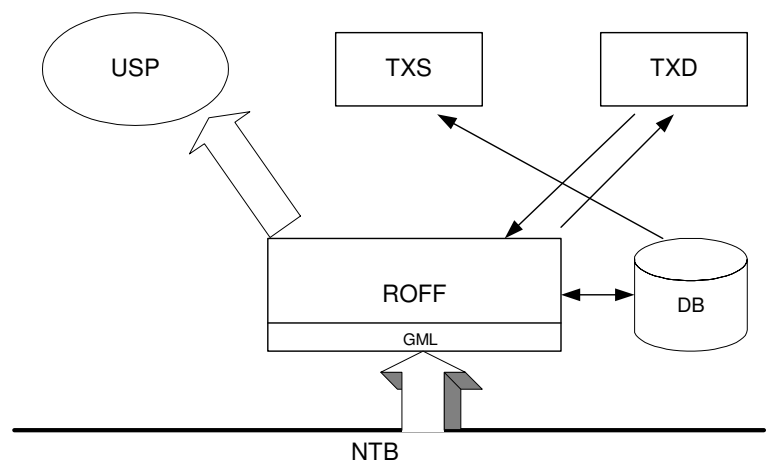 USP
TXS
TXD
ROFF
DB
GML
NTB